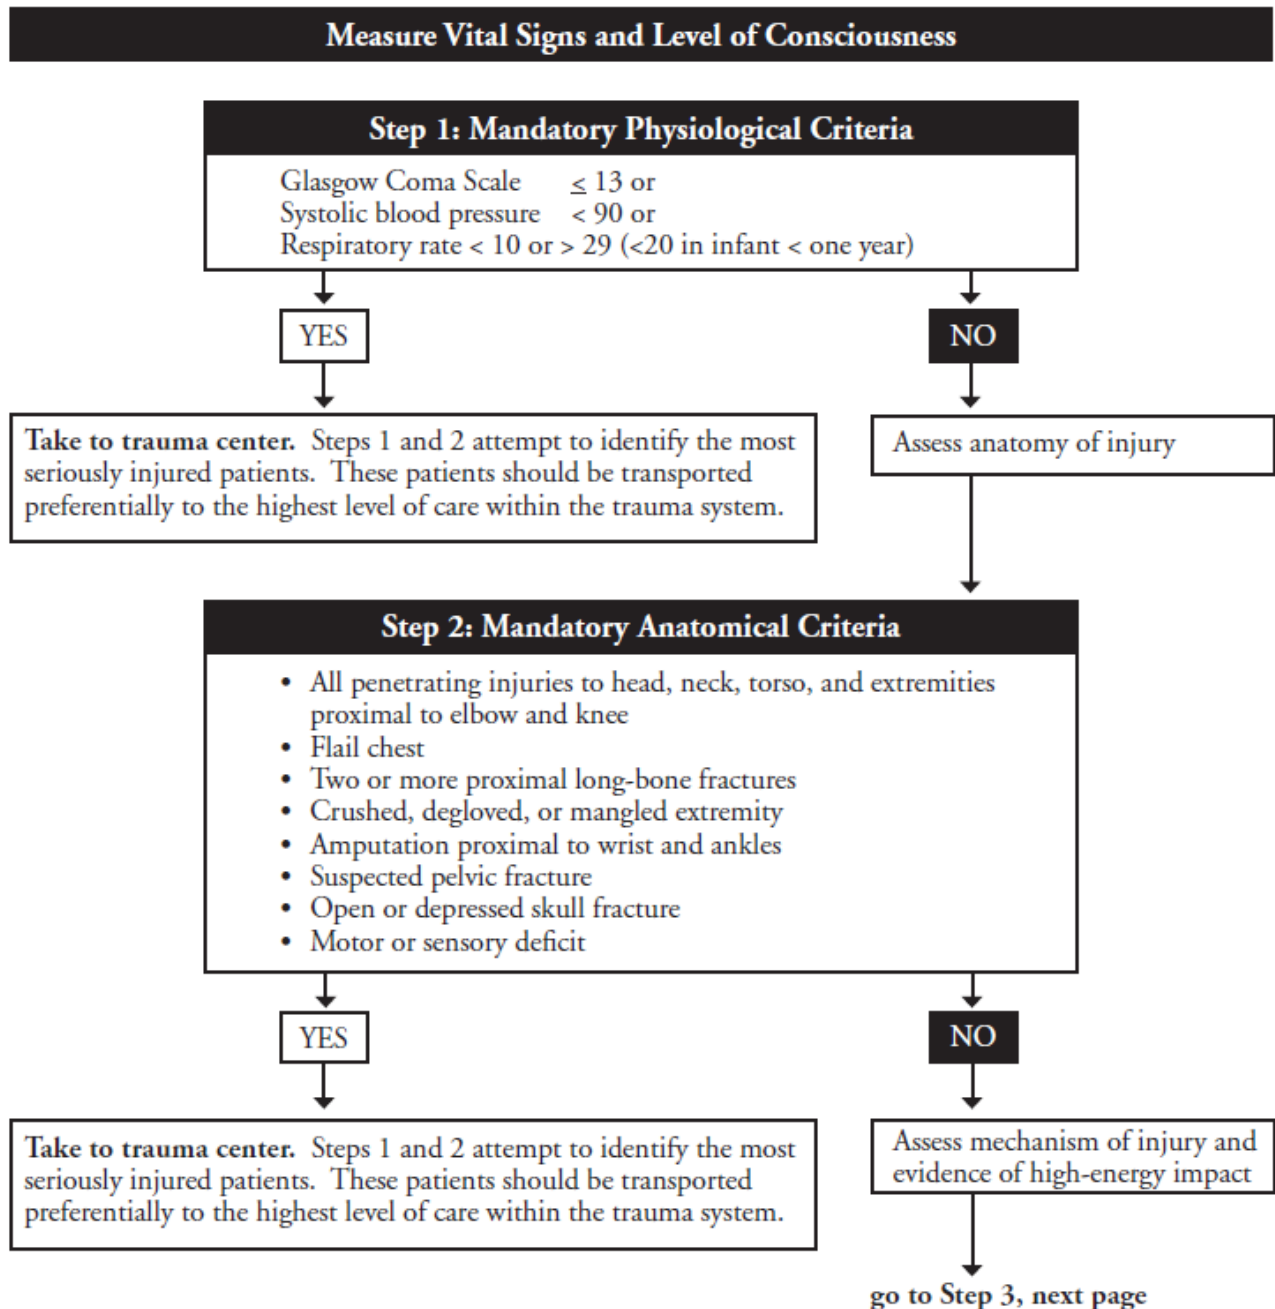 Measure Vital Signs and Level of Consciousness
Step 1: Mandatory Physiological Criteria
Glasgow Coma Scale ≤ 13 or
Systolic blood pressure < 90 or
Respiratory rate < 10 or > 29 (<20 in infant < one year)
YES
NO
Take to trauma center. Steps 1 and 2 attempt to identify the most
seriously injured patients. These patients should be transported
preferentially to the highest level of care within the trauma system.
Assess anatomy of injury
Step 2: Mandatory Anatomical Criteria
• All penetrating injuries to head, neck, torso, and extremities
proximal to elbow and knee
• Flail chest
• Two or more proximal long-bone fractures
• Crushed, degloved, or mangled extremity
• Amputation proximal to wrist and ankles
• Suspected pelvic fracture
• Open or depressed skull fracture
• Motor or sensory deficit
YES
NO
Take to trauma center. Steps 1 and 2 attempt to identify the most
seriously injured patients. These patients should be transported
preferentially to the highest level of care within the trauma system.
Assess mechanism of injury and
evidence of high-energy impact
go to Step 3, next page